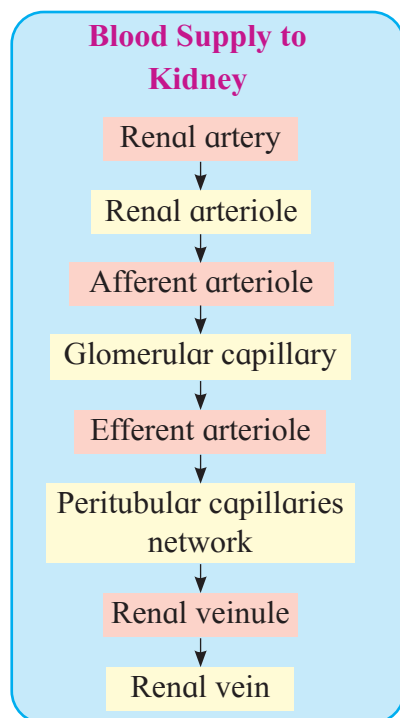 Blood Supply to
Kidney
Renal artery
Renal arteriole
Afferent arteriole
Glomerular capillary
Efferent arteriole
Peritubular capillaries
network
Renal veinule
Renal vein